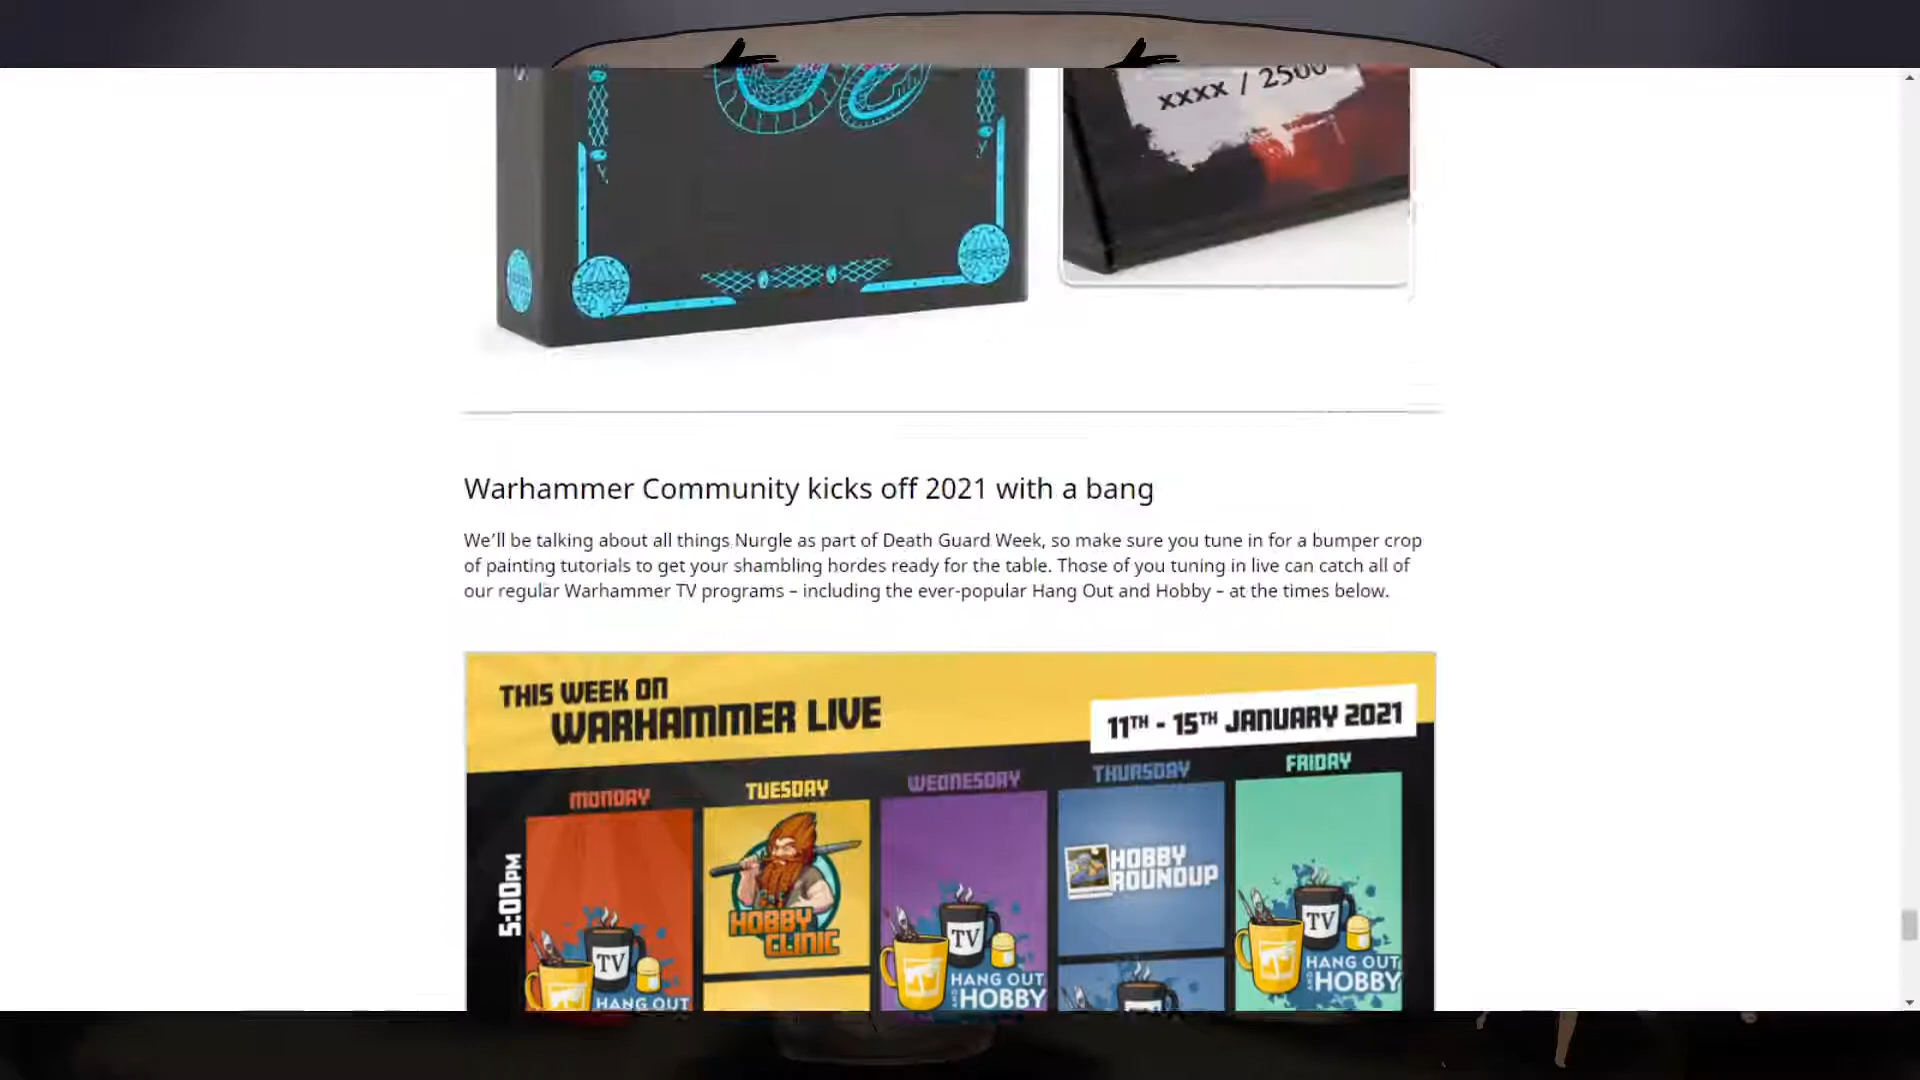 xxxx / 2500
Warhammer Community kicks off 2021 with a bang
We’ll be talking about all things Nurgle as part of Death Guard Week, so make sure you tune in for a bumper crop
of painting tutorials to get your shambling hordes ready for the table. Those of you tuning in live can catch all of
our regular Warhammer TV programs – including the ever-popular Hang Out and Hobby – at the times below.
THIS WEEK ON
WARHAMMER LIVE
11TH - 15TH JANUARY 2021
MONDAY
TUESDAY
WEDNESDAY
THURSDAY
FRIDAY
5:00PM
TV
HANG OUT
HOBBY
CLINIC
TV
HANG OUT
AND HOBBY
HOBBY
ROUNDUP
TV
HANG OUT
AND HOBBY